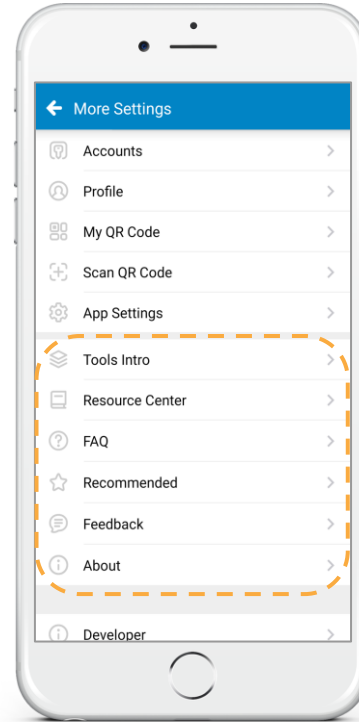 More Settings
Accounts
Profile
My QR Code
Scan QR Code
App Settings
Tools Intro
Resource Center
FAQ
Recommended
Feedback
About
Developer